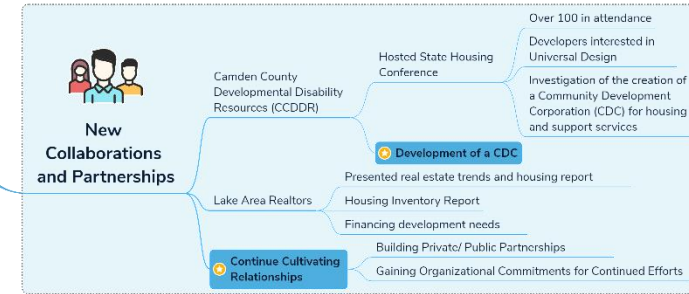 New
Collaborations
and Partnerships
Camden County
Developmental Disability
Resources (CCDDR)
Hosted State Housing
Conference
Over 100 in attendance
Developers interested in
Universal Design
Investigation of the creation of
a Community Development
Corporation (CDC) for housing
and support services
Development of a CDC
Lake Area Realtors
Presented real estate trends and housing report
Housing Inventory Report
Financing development needs
Continue Cultivating
Relationships
Building Private/ Public Partnerships
Gaining Organizational Commitments for Continued Efforts